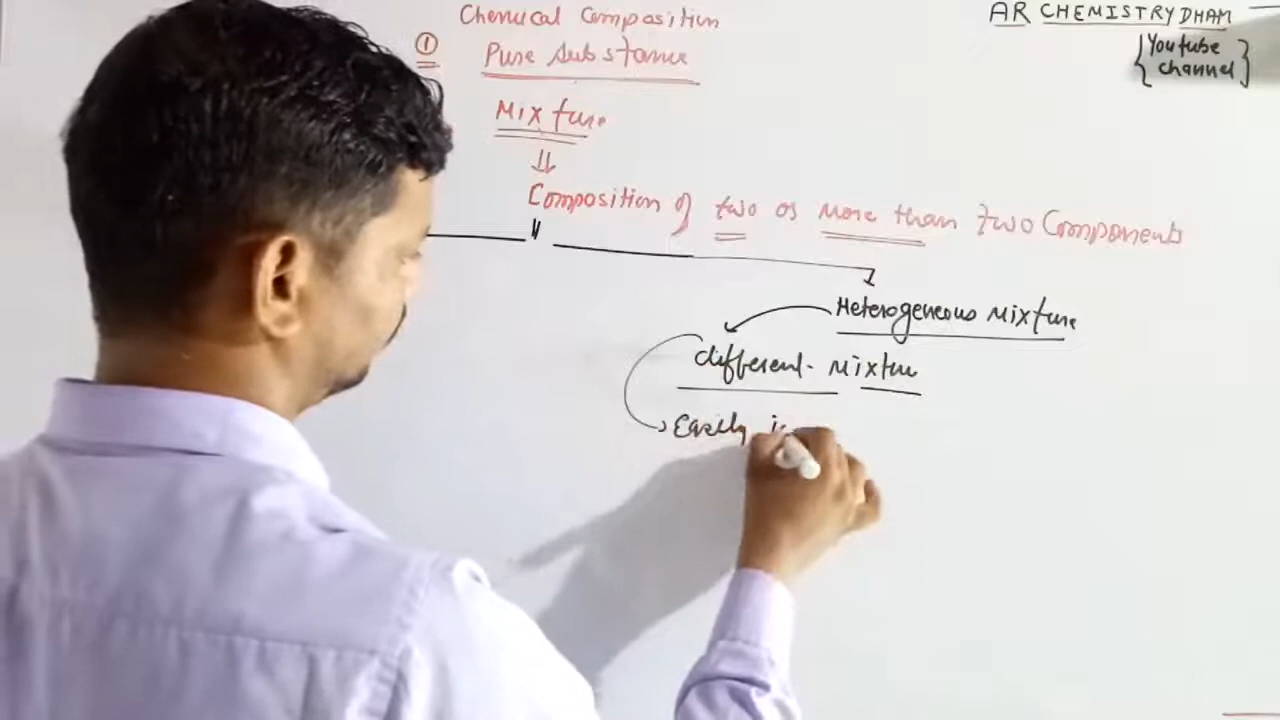 Chemical Composition
AR CHEMISTRY DHAM
{Youtube channel}
① Pure Substance
Mixture
⇓
Composition of two or more than two Components
Heterogeneous Mixture
different Mixture
Easily